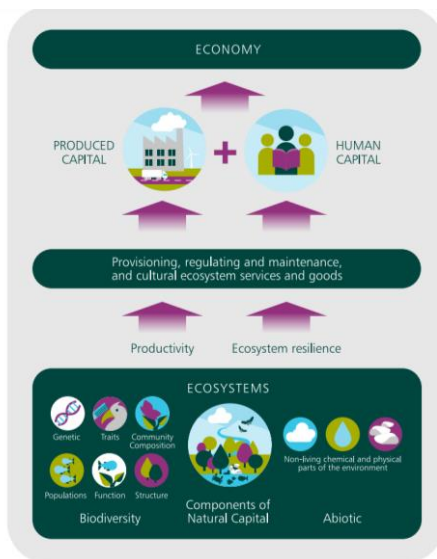 ECONOMY
PRODUCED
CAPITAL
HUMAN
CAPITAL
Provisioning, regulating and maintenance,
and cultural ecosystem services and goods
Productivity
Ecosystem resilience
ECOSYSTEMS
Genetic
Traits
Community
Composition
Populations
Function
Structure
Biodiversity
Components of
Natural Capital
Non-living chemical and physical
parts of the environment
Abiotic